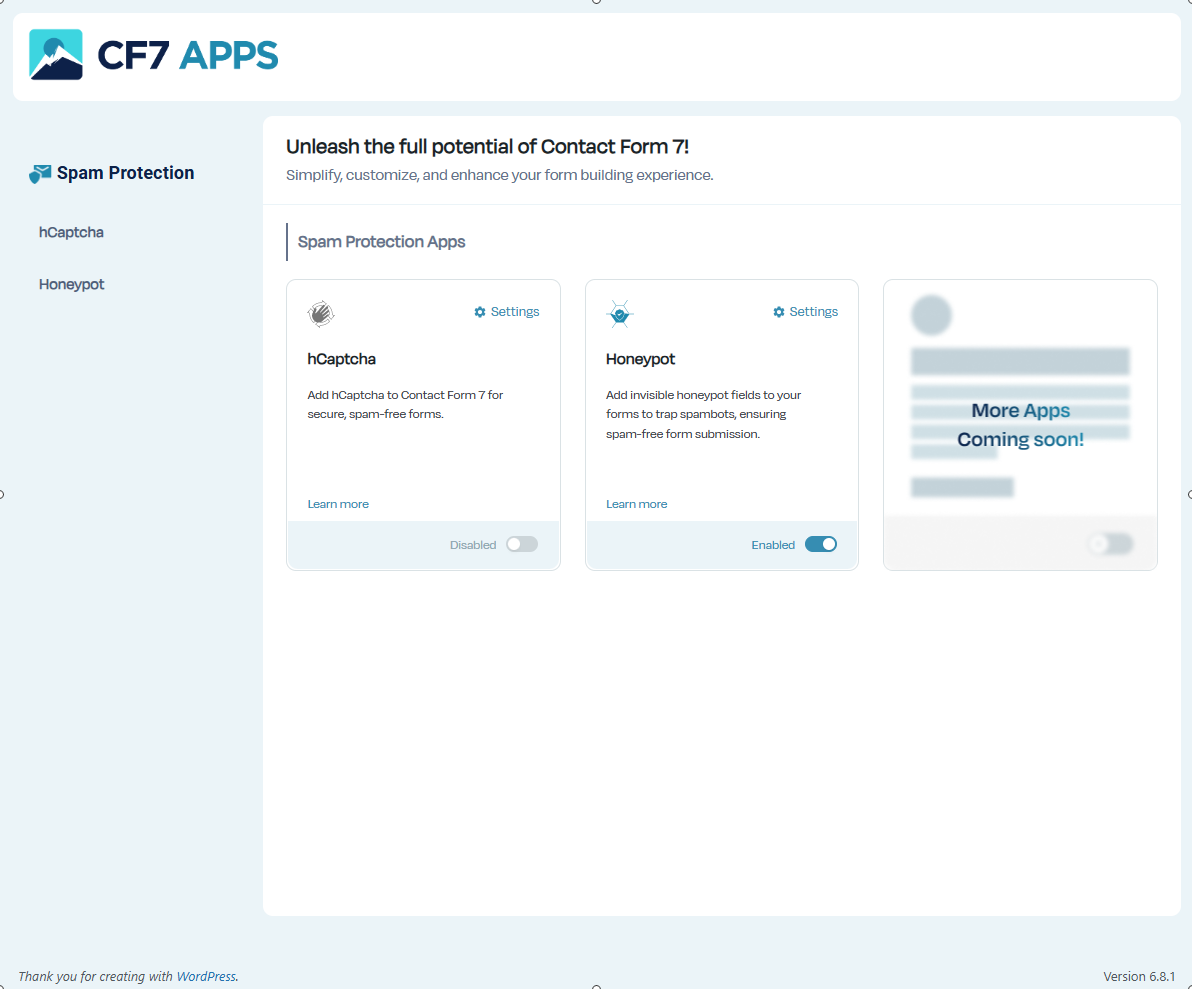 CF7 APPS
Spam Protection
hCaptcha
Honeypot
Unleash the full potential of Contact Form 7!
Simplify, customize, and enhance your form building experience.
Spam Protection Apps
Settings
hCaptcha
Add hCaptcha to Contact Form 7 for
secure, spam-free forms.
Learn more
Disabled
Settings
Honeypot
Add invisible honeypot fields to your
forms to trap spambots, ensuring
spam-free form submission.
Learn more
Enabled
More Apps
Coming soon!
Thank you for creating with WordPress.
Version 6.8.1